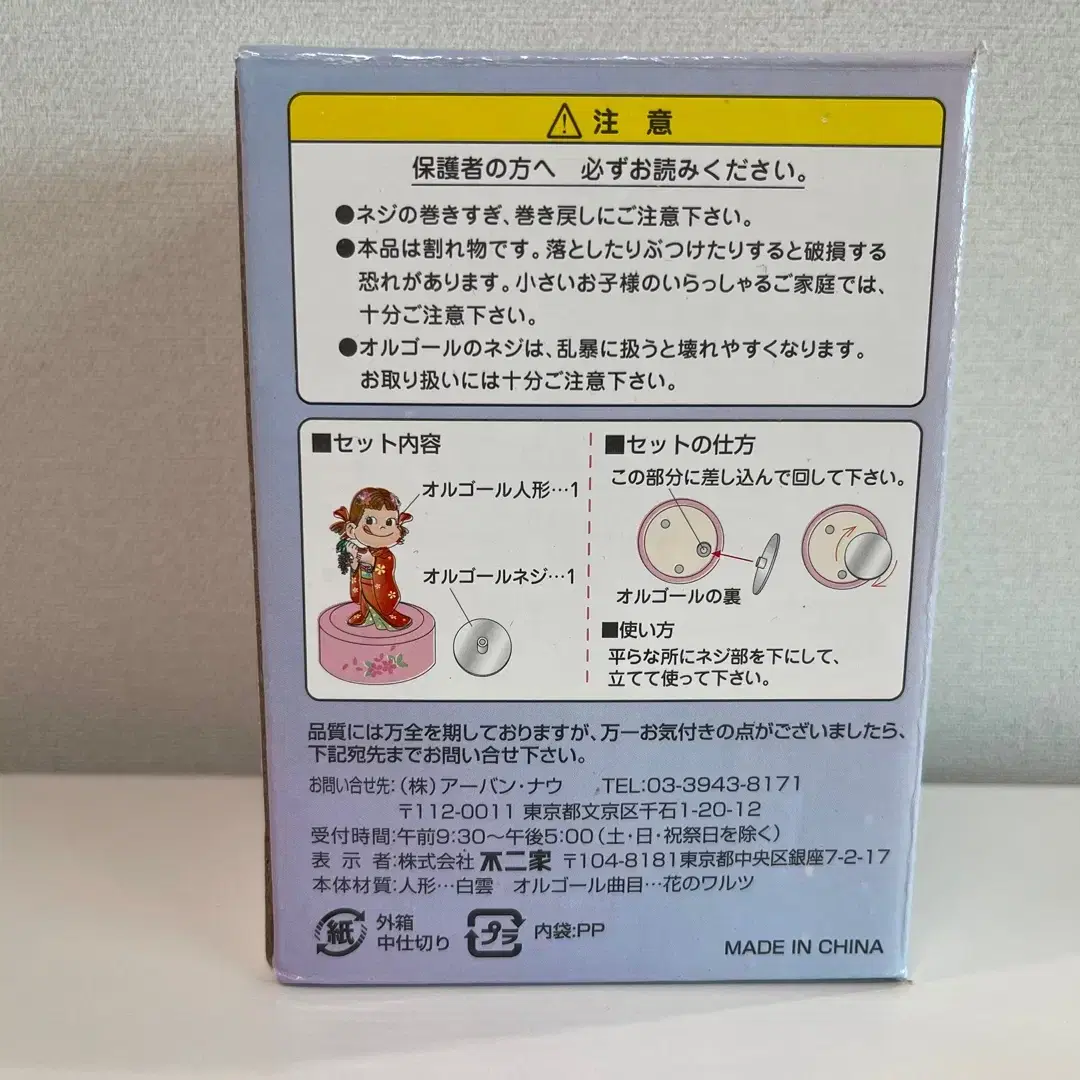 注 意
保護者の方へ 必ずお読みください。
●ネジの巻きすぎ、巻き戻しにご注意下さい。
●本品は割れ物です。落としたりぶつけたりすると破損する
恐れがあります。小さいお子様のいらっしゃるご家庭では、
十分ご注意下さい。
●オルゴールのネジは、乱暴に扱うと壊れやすくなります。
お取り扱いには十分ご注意下さい。
■セット内容
オルゴール人形…1
オルゴールネジ…1
■セットの仕方
この部分に差し込んで回して下さい。
オルゴールの裏
■使い方
平らな所にネジ部を下にして、
立てて使って下さい。
品質には万全を期しておりますが、万一お気付きの点がございましたら、
下記宛先までお問い合せ下さい。
お問い合せ先:(株)アーバン・ナウ TEL:03-3943-8171
〒112-0011 東京都文京区千石1-20-12
受付時間:午前9:30〜午後5:00(土・日・祝祭日を除く)
表 示 者:株式会社 不二家 〒104-8181東京都中央区銀座7-2-17
本体材質:人形…白雲 オルゴール曲目…花のワルツ
紙 外箱
中仕切り
プラ 内袋:PP
MADE IN CHINA